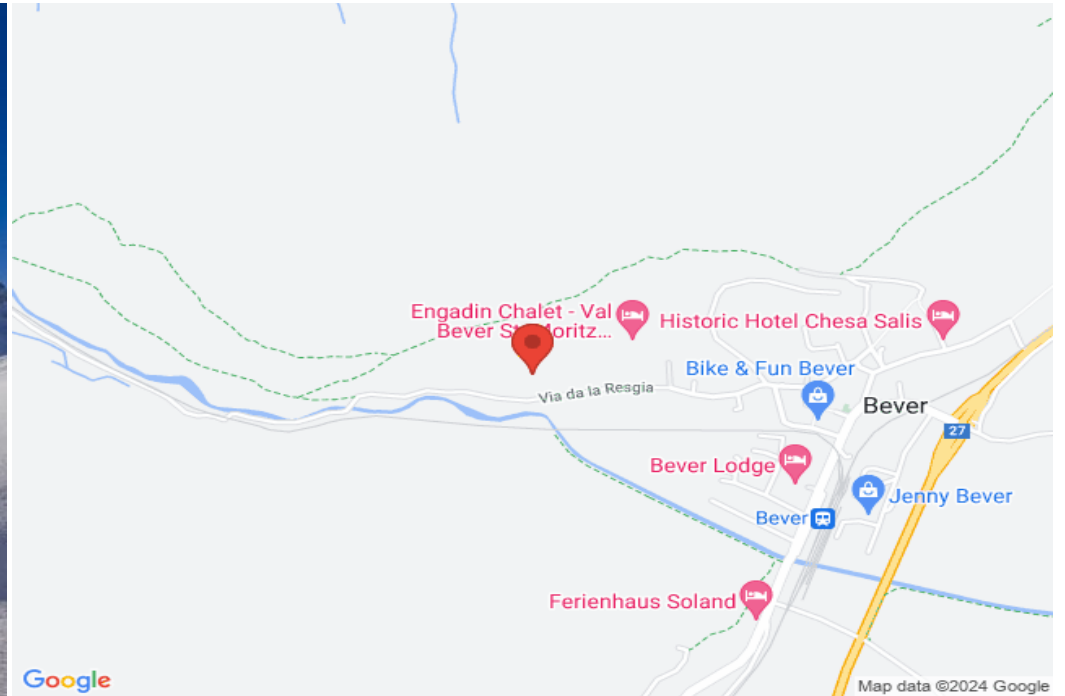 Engadin Chalet - Val
Bever St. Moritz...
Historic Hotel Chesa Salis
Bike & Fun Bever
Via da la Resgia
Bever
27
Bever Lodge
Jenny Bever
Bever
Ferienhaus Soland
Google
Map data ©2024 Google